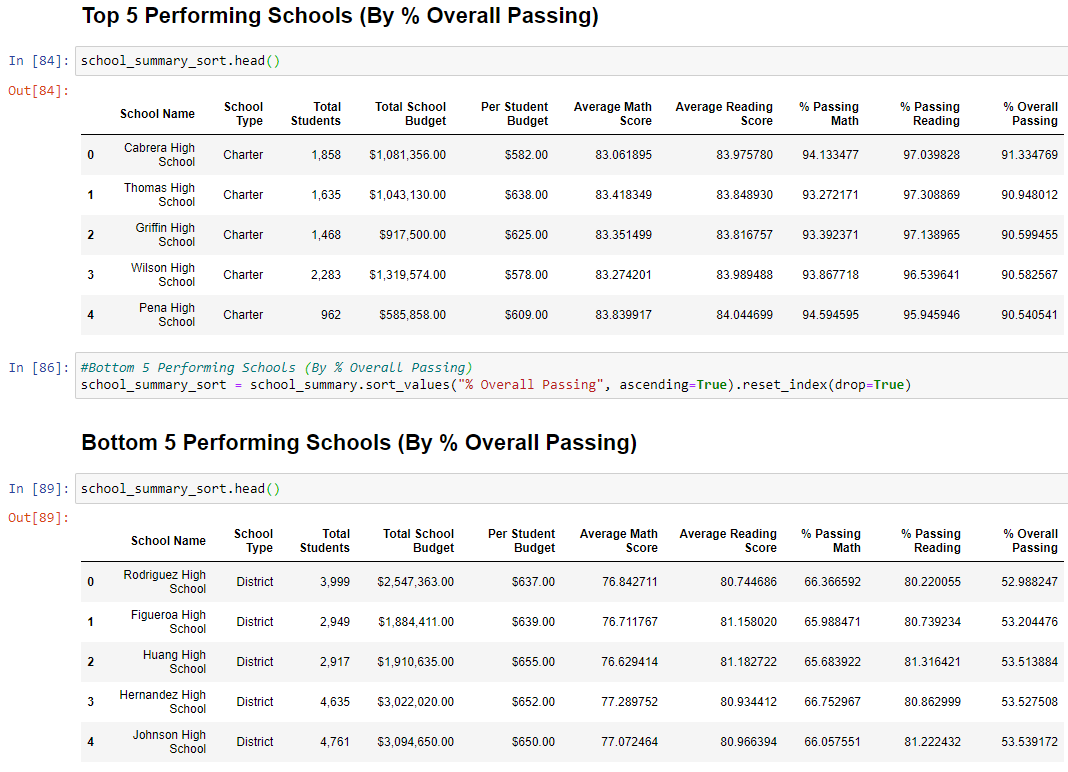 Top 5 Performing Schools (By % Overall Passing)
In [84]: school_summary_sort.head()
Out[84]:
School Name School Type Total Students Total School Budget Per Student Budget Average Math Score Average Reading Score % Passing Math % Passing Reading % Overall Passing
0 Cabrera High School Charter 1,858 $1,081,356.00 $582.00 83.061895 83.975780 94.133477 97.039828 91.334769
1 Thomas High School Charter 1,635 $1,043,130.00 $638.00 83.418349 83.848930 93.272171 97.308869 90.948012
2 Griffin High School Charter 1,468 $917,500.00 $625.00 83.351499 83.816757 93.392371 97.138965 90.599455
3 Wilson High School Charter 2,283 $1,319,574.00 $578.00 83.274201 83.989488 93.867718 96.539641 90.582567
4 Pena High School Charter 962 $585,858.00 $609.00 83.839917 84.044699 94.594595 95.945946 90.540541
In [86]: #Bottom 5 Performing Schools (By % Overall Passing)
school_summary_sort = school_summary.sort_values("% Overall Passing", ascending=True).reset_index(drop=True)
Bottom 5 Performing Schools (By % Overall Passing)
In [89]: school_summary_sort.head()
Out[89]:
School Name School Type Total Students Total School Budget Per Student Budget Average Math Score Average Reading Score % Passing Math % Passing Reading % Overall Passing
0 Rodriguez High School District 3,999 $2,547,363.00 $637.00 76.842711 80.744686 66.366592 80.220055 52.988247
1 Figueroa High School District 2,949 $1,884,411.00 $639.00 76.711767 81.158020 65.988471 80.739234 53.204476
2 Huang High School District 2,917 $1,910,635.00 $655.00 76.629414 81.182722 65.683922 81.316421 53.513884
3 Hernandez High School District 4,635 $3,022,020.00 $652.00 77.289752 80.934412 66.752967 80.862999 53.527508
4 Johnson High School District 4,761 $3,094,650.00 $650.00 77.072464 80.966394 66.057551 81.222432 53.539172